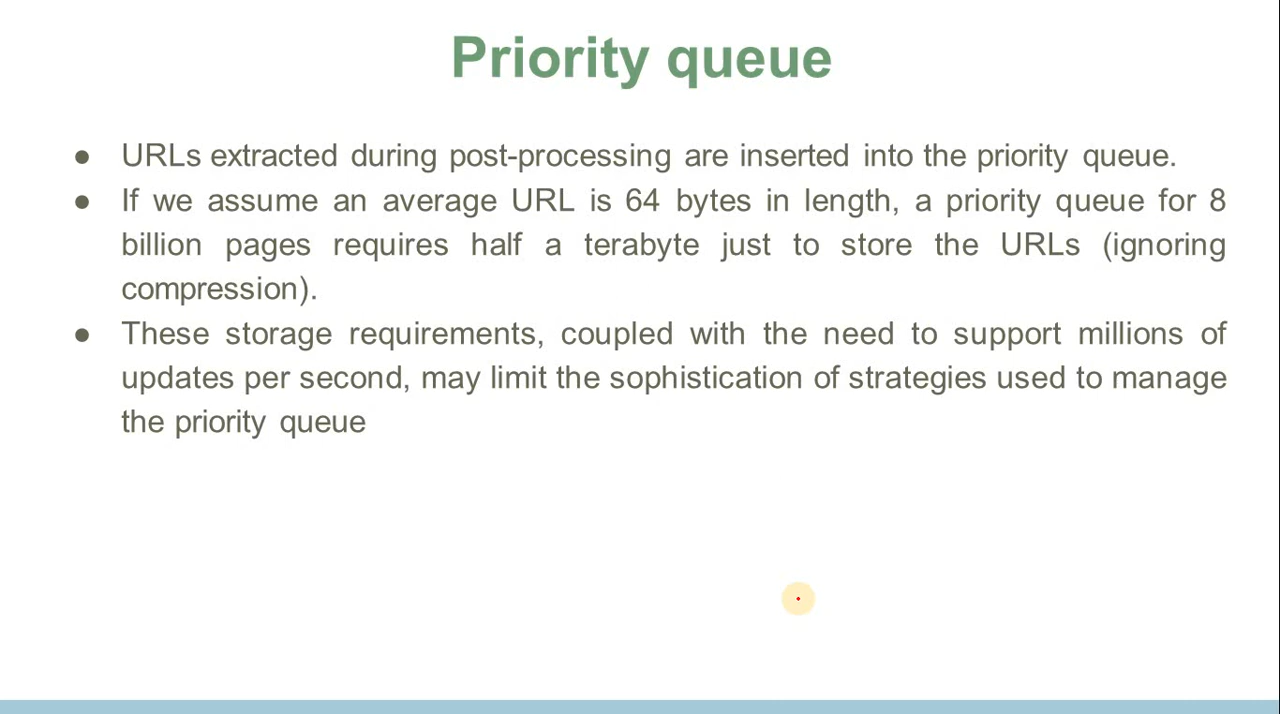 Priority queue
● URLs extracted during post-processing are inserted into the priority queue.
● If we assume an average URL is 64 bytes in length, a priority queue for 8
billion pages requires half a terabyte just to store the URLs (ignoring
compression).
● These storage requirements, coupled with the need to support millions of
updates per second, may limit the sophistication of strategies used to manage
the priority queue